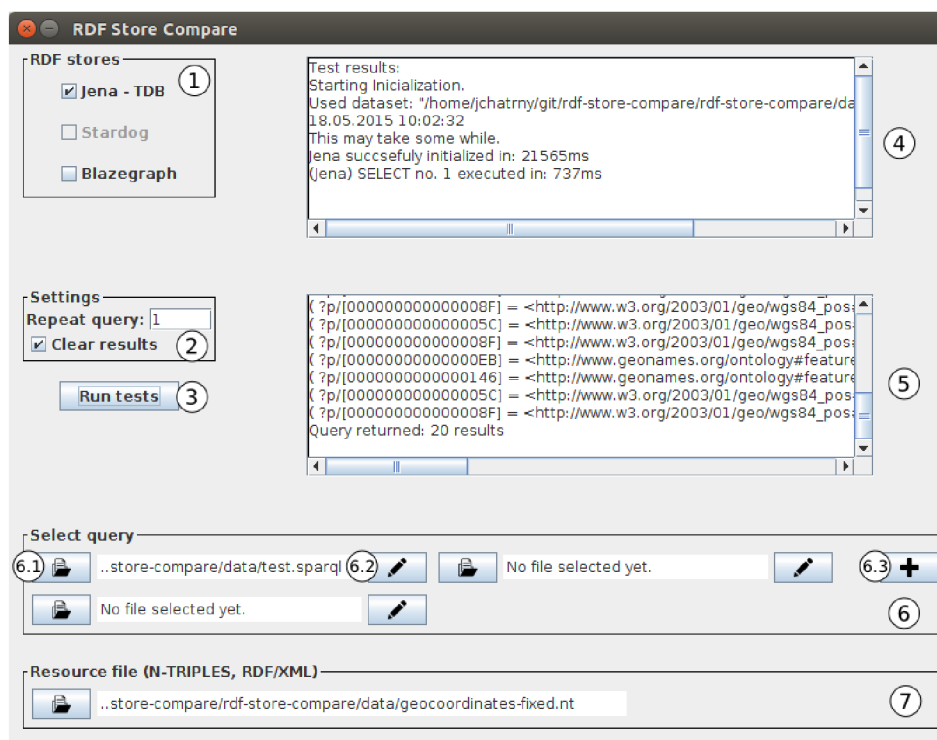 RDF Store Compare
RDF stores
1
Jena - TDB
Stardog
Blazegraph
Test results:
Starting Inicialization.
Used dataset: "/home/jchatrny/git/rdf-store-compare/rdf-store-compare/da
18.05.2015 10:02:32
This may take some while.
Jena succsefuly initialized in: 21565ms
(Jena) SELECT no. 1 executed in: 737ms
4
Settings
Repeat query: 1
Clear results
2
Run tests
3
( ?p/[000000000000008F] = <http://www.w3.org/2003/01/geo/wgs84_pos
( ?p/[000000000000005C] = <http://www.w3.org/2003/01/geo/wgs84_pos
( ?p/[000000000000008F] = <http://www.w3.org/2003/01/geo/wgs84_pos
( ?p/[00000000000000EB] = <http://www.geonames.org/ontology#feature
( ?p/[0000000000000146] = <http://www.geonames.org/ontology#feature
( ?p/[000000000000005C] = <http://www.w3.org/2003/01/geo/wgs84_pos
( ?p/[000000000000008F] = <http://www.w3.org/2003/01/geo/wgs84_pos
Query returned: 20 results
5
Select query
6.1
..store-compare/data/test.sparql
6.2
No file selected yet.
6.3
No file selected yet.
6
Resource file (N-TRIPLES, RDF/XML)
..store-compare/rdf-store-compare/data/geocoordinates-fixed.nt
7